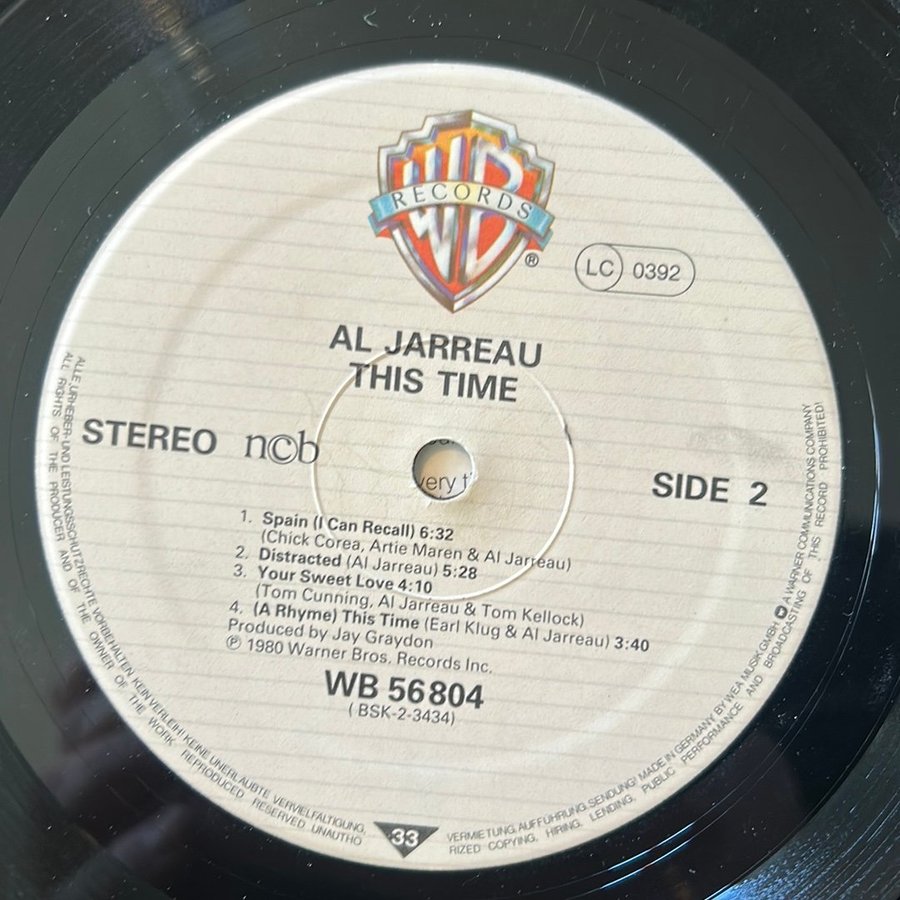 WB
RECORDS
®
LC 0392
AL JARREAU
THIS TIME
STEREO n©b
SIDE 2
very t
1. Spain (I Can Recall) 6:32
(Chick Corea, Artie Maren & Al Jarreau)
2. Distracted (Al Jarreau) 5:28
3. Your Sweet Love 4:10
(Tom Cunning, Al Jarreau & Tom Kellock)
4. (A Rhyme) This Time (Earl Klug & Al Jarreau) 3:40
Produced by Jay Graydon
℗ 1980 Warner Bros. Records Inc.
WB 56 804
(BSK-2-3434)
33
ALLE URHEBER- UND LEISTUNGSSCHUTZRECHTE VORBEHALTEN. KEIN VERLEIH! KEINE UNERLAUBTE VERVIELFÄLTIGUNG, VERMIETUNG, AUFFÜHRUNG, SENDUNG! MADE IN GERMANY BY WEA MUSIK GMBH. A WARNER COMMUNICATIONS COMPANY
ALL RIGHTS OF THE PRODUCER AND OF THE OWNER OF THE WORK REPRODUCED RESERVED UNAUTHORIZED COPYING, HIRING, LENDING, PUBLIC PERFORMANCE AND BROADCASTING OF THIS RECORD PROHIBITED!